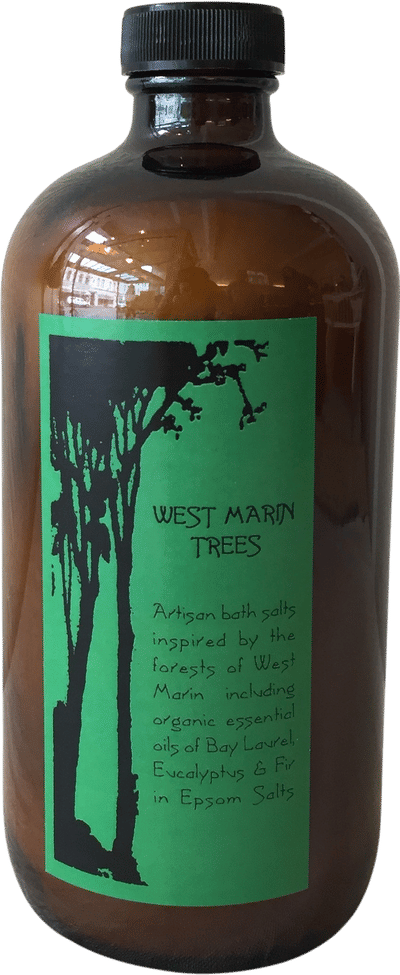 WEST MARIN
TREES
Artisan bath salts
inspired by the
forests of West
Marin including
organic essential
oils of Bay Laurel,
Eucalyptus & Fir
in Epsom Salts